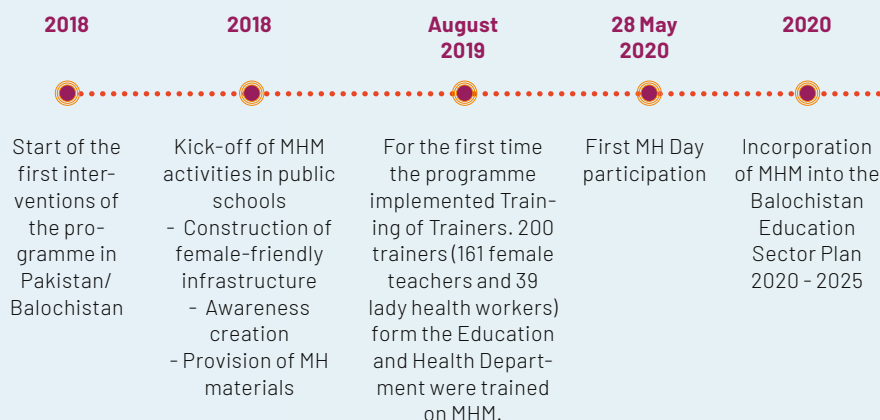 2018
Start of the
first inter-
ventions of
the pro-
gramme in
Pakistan/
Balochistan
2018
Kick-off of MHM
activities in public
schools
- Construction of
female-friendly
infrastructure
- Awareness
creation
- Provision of MH
materials
August
2019
For the first time
the programme
implemented Train-
ing of Trainers. 200
trainers (161 female
teachers and 39
lady health workers)
form the Education
and Health Depart-
ment were trained
on MHM.
28 May
2020
First MH Day
participation
2020
Incorporation
of MHM into the
Balochistan
Education
Sector Plan
2020 - 2025